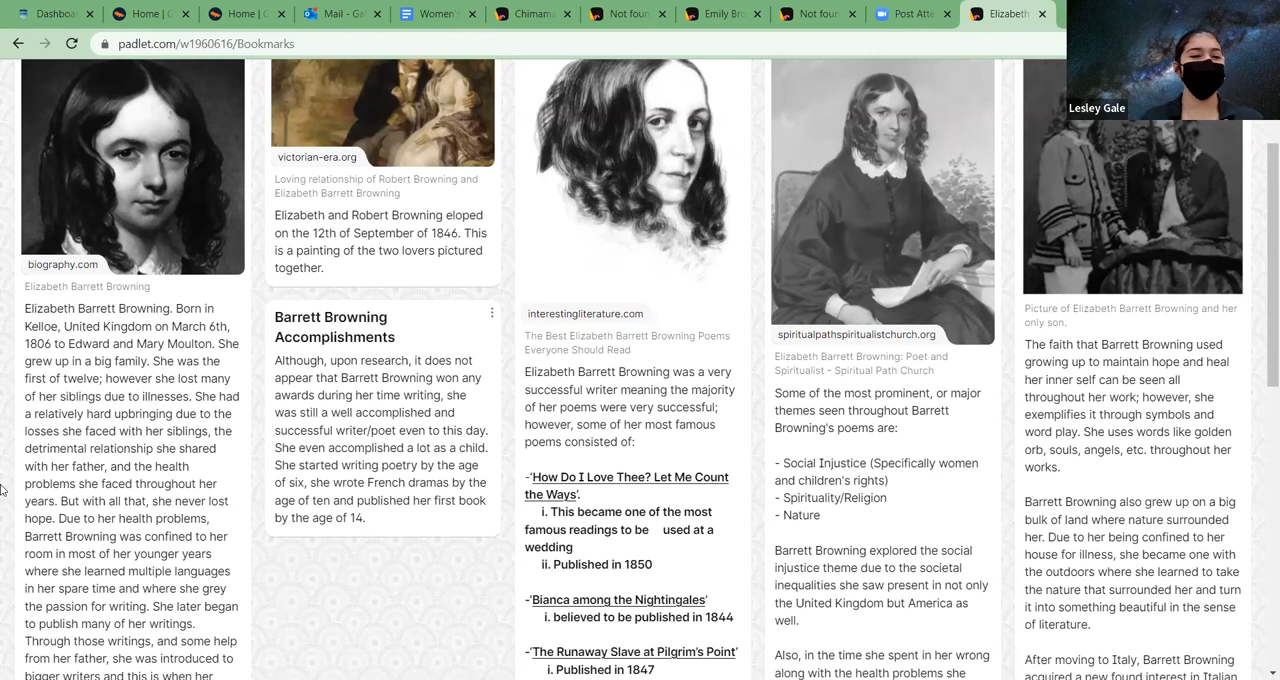 Dashboa
Home | C
Home | C
Mail - Ga
Women'
Chimama
Not foun
Emily Bro
Not foun
Post Atte
Elizabeth
padlet.com/w1960616/Bookmarks
Lesley Gale
biography.com
Elizabeth Barrett Browning
Elizabeth Barrett Browning. Born in
Kelloe, United Kingdom on March 6th,
1806 to Edward and Mary Moulton. She
grew up in a big family. She was the
first of twelve; however she lost many
of her siblings due to illnesses. She had
a relatively hard upbringing due to the
losses she faced with her siblings, the
detrimental relationship she shared
with her father, and the health
problems she faced throughout her
years. But with all that, she never lost
hope. Due to her health problems,
Barrett Browning was confined to her
room in most of her younger years
where she learned multiple languages
in her spare time and where she grey
the passion for writing. She later began
to publish many of her writings.
Through those writings, and some help
from her father, she was introduced to
bigger writers and this is when her
victorian-era.org
Loving relationship of Robert Browning and
Elizabeth Barrett Browning
Elizabeth and Robert Browning eloped
on the 12th of September of 1846. This
is a painting of the two lovers pictured
together.
Barrett Browning
Accomplishments
Although, upon research, it does not
appear that Barrett Browning won any
awards during her time writing, she
was still a well accomplished and
successful writer/poet even to this day.
She even accomplished a lot as a child.
She started writing poetry by the age
of six, she wrote French dramas by the
age of ten and published her first book
by the age of 14.
interestingliterature.com
The Best Elizabeth Barrett Browning Poems
Everyone Should Read
Elizabeth Barrett Browning was a very
successful writer meaning the majority
of her poems were very successful;
however, some of her most famous
poems consisted of:
-'How Do I Love Thee? Let Me Count
the Ways'.
i. This became one of the most
famous readings to be used at a
wedding
ii. Published in 1850
-'Bianca among the Nightingales'
i. believed to be published in 1844
-'The Runaway Slave at Pilgrim's Point'
i. Published in 1847
spiritualpathspiritualistchurch.org
Elizabeth Barrett Browning: Poet and
Spiritualist - Spiritual Path Church
Some of the most prominent, or major
themes seen throughout Barrett
Browning's poems are:
- Social Injustice (Specifically women
and children's rights)
- Spirituality/Religion
- Nature
Barrett Browning explored the social
injustice theme due to the societal
inequalities she saw present in not only
the United Kingdom but America as
well.
Also, in the time she spent in her wrong
along with the health problems she
Picture of Elizabeth Barrett Browning and her
only son.
The faith that Barrett Browning used
growing up to maintain hope and heal
her inner self can be seen all
throughout her work; however, she
exemplifies it through symbols and
word play. She uses words like golden
orb, souls, angels, etc. throughout her
works.
Barrett Browning also grew up on a big
bulk of land where nature surrounded
her. Due to her being confined to her
house for illness, she became one with
the outdoors where she learned to take
the nature that surrounded her and turn
it into something beautiful in the sense
of literature.
After moving to Italy, Barrett Browning
acquired a new found interest in Italian